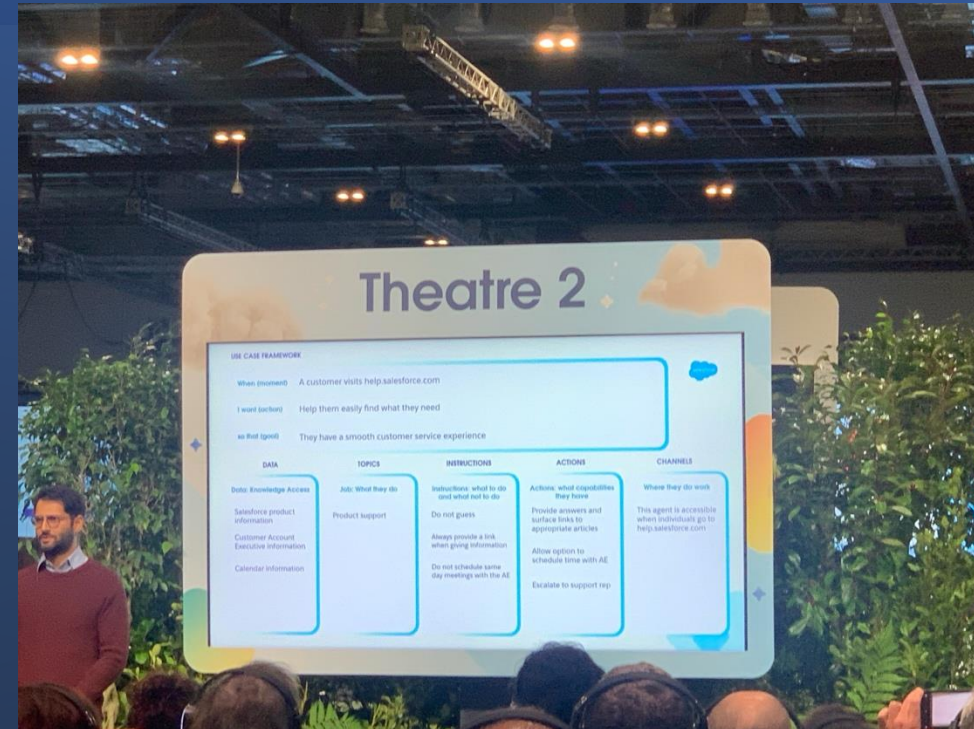 Theatre 2
USE CASE FRAMEWORK
When (moment) A customer visits help.salesforce.com
I want (action) Help them easily find what they need
so that (goal) They have a smooth customer service experience
DATA
Data: Knowledge Access
Salesforce product
information
Customer Account
Executive information
Calendar information
TOPICS
Job: What they do
Product support
INSTRUCTIONS
Instructions: what to do
and what not to do
Do not guess
Always provide a link
when giving information
Do not schedule same
day meetings with the AE
ACTIONS
Actions: what capabilities
they have
Provide answers and
surface links to
appropriate articles
Allow option to
schedule time with AE
Escalate to support rep
CHANNELS
Where they do work
This agent is accessible
when individuals go to
help.salesforce.com